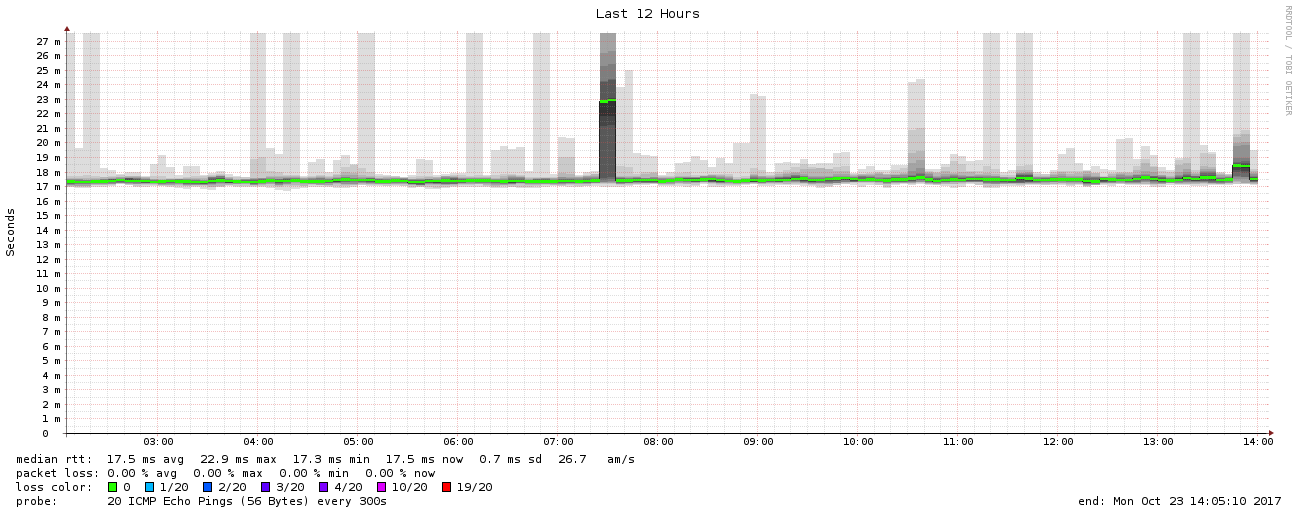 Last 12 Hours
RRDTOOL / TOBI OETIKER
Seconds
27 m
26 m
25 m
24 m
23 m
22 m
21 m
20 m
19 m
18 m
17 m
16 m
15 m
14 m
13 m
12 m
11 m
10 m
9 m
8 m
7 m
6 m
5 m
4 m
3 m
2 m
1 m
0
03:00 04:00 05:00 06:00 07:00 08:00 09:00 10:00 11:00 12:00 13:00 14:00
median rtt: 17.5 ms avg 22.9 ms max 17.3 ms min 17.5 ms now 0.7 ms sd 26.7 am/s
packet loss: 0.00 % avg 0.00 % max 0.00 % min 0.00 % now
loss color: 0 1/20 2/20 3/20 4/20 10/20 19/20
probe: 20 ICMP Echo Pings (56 Bytes) every 300s end: Mon Oct 23 14:05:10 2017